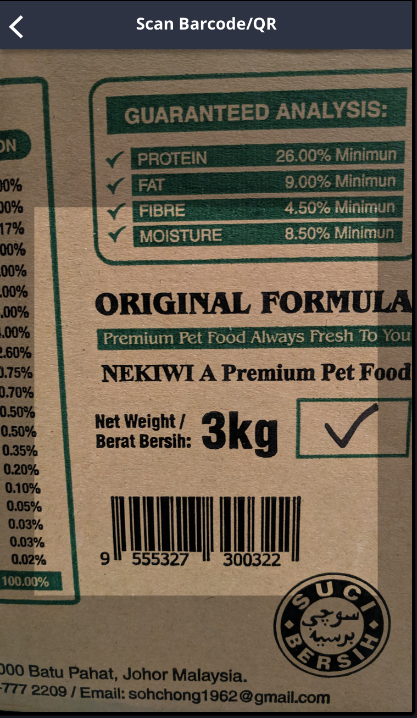 Scan Barcode/QR
ON
00%
00%
17%
00%
.00%
.00%
.00%
.00%
2.60%
0.75%
0.70%
0.50%
0.50%
0.35%
0.20%
0.10%
0.05%
0.03%
0.03%
0.02%
100.00%
GUARANTEED ANALYSIS:
PROTEIN 26.00% Minimun
FAT 9.00% Minimun
FIBRE 4.50% Minimun
MOISTURE 8.50% Minimun
ORIGINAL FORMULA
Premium Pet Food Always Fresh To You
NEKIWI A Premium Pet Food
Net Weight /
Berat Bersih: 3kg
9 555327 300322
SUCI
سوچي
برسيه
BERSIH
000 Batu Pahat, Johor Malaysia.
-777 2209 / Email: sohchong1962@gmail.com